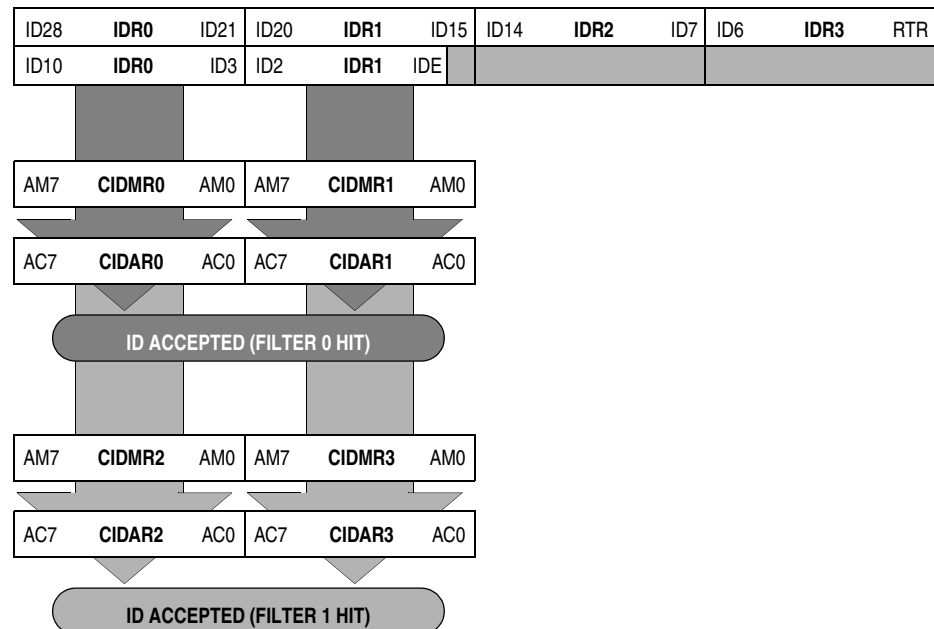 ID28 IDR0 ID21 ID20 IDR1 ID15 ID14 IDR2 ID7 ID6 IDR3 RTR
ID10 IDR0 ID3 ID2 IDR1 IDE
AM7 CIDMR0 AM0 AM7 CIDMR1 AM0
AC7 CIDAR0 AC0 AC7 CIDAR1 AC0
ID ACCEPTED (FILTER 0 HIT)
AM7 CIDMR2 AM0 AM7 CIDMR3 AM0
AC7 CIDAR2 AC0 AC7 CIDAR3 AC0
ID ACCEPTED (FILTER 1 HIT)